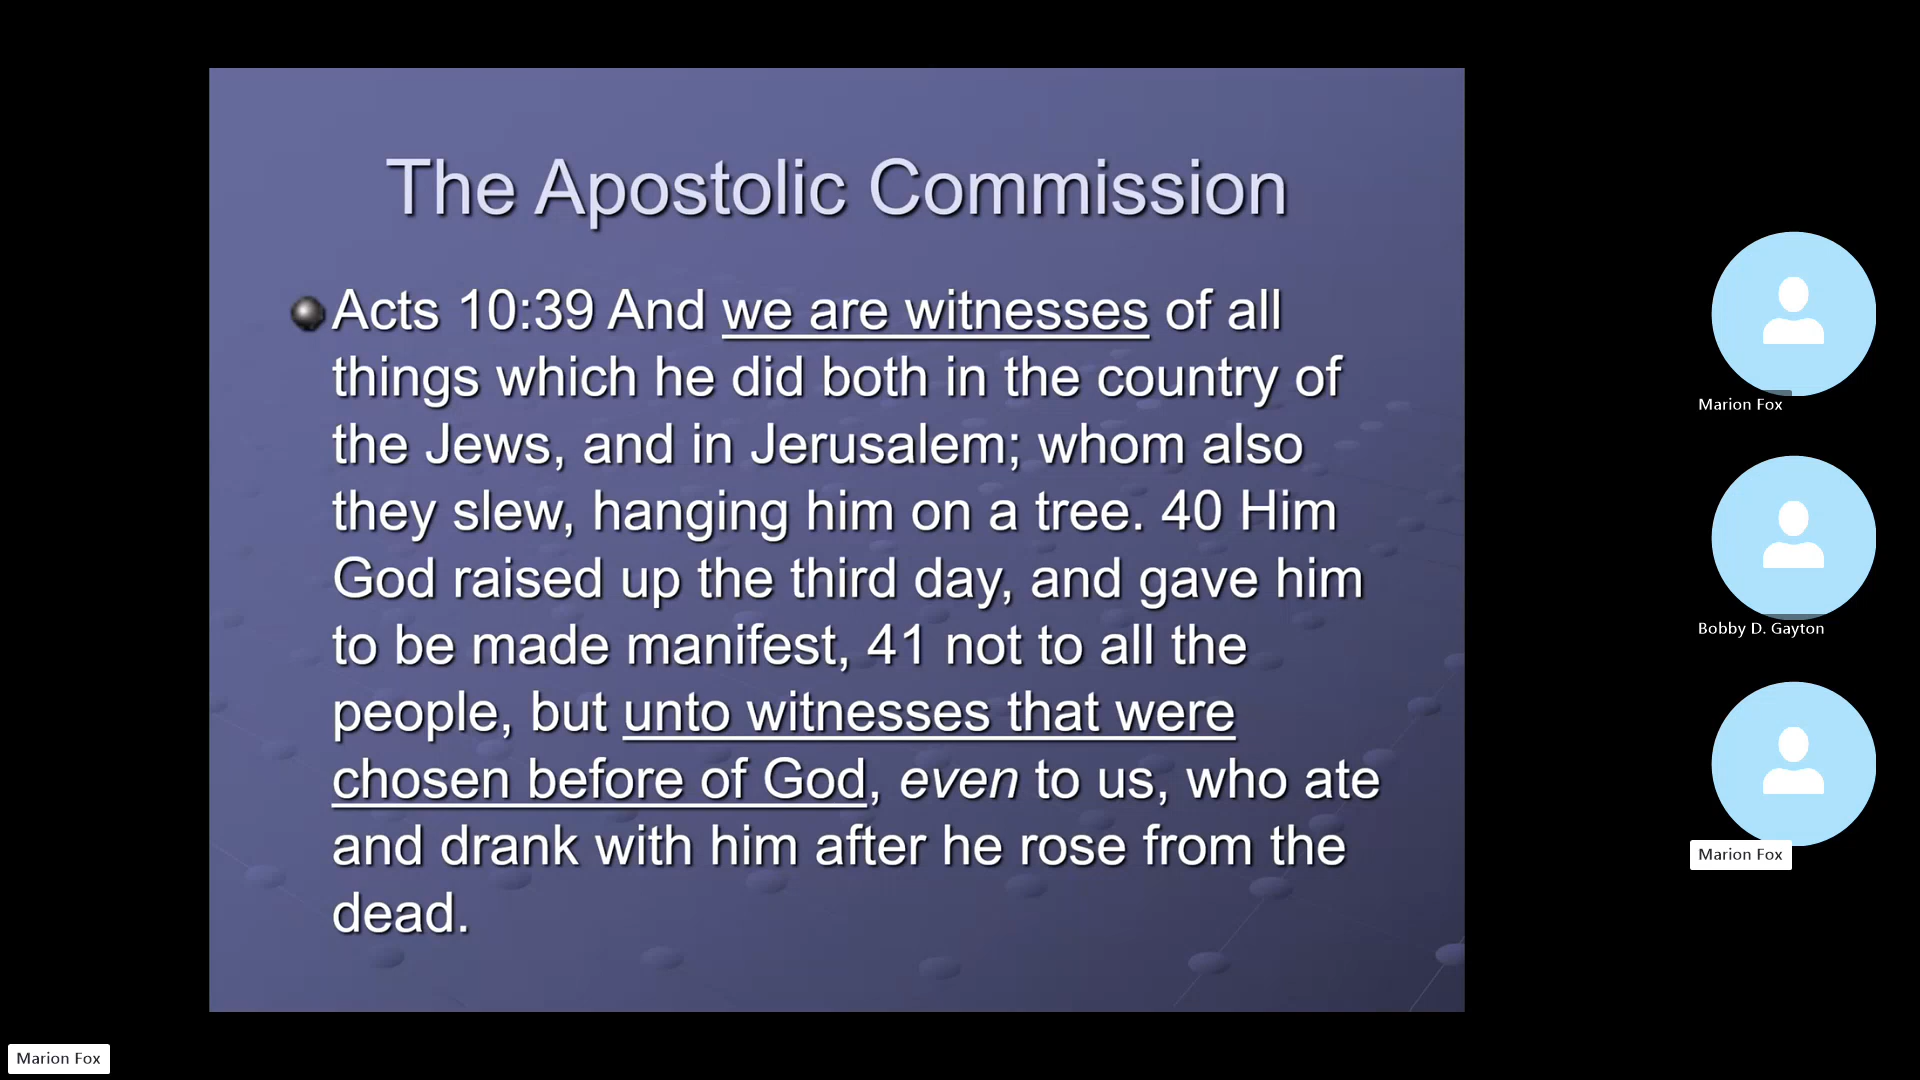 The Apostolic Commission
Acts 10:39 And we are witnesses of all
things which he did both in the country of
the Jews, and in Jerusalem; whom also
they slew, hanging him on a tree. 40 Him
God raised up the third day, and gave him
to be made manifest, 41 not to all the
people, but unto witnesses that were
chosen before of God, even to us, who ate
and drank with him after he rose from the
dead.
Marion Fox
Bobby D. Gayton
Marion Fox
Marion Fox